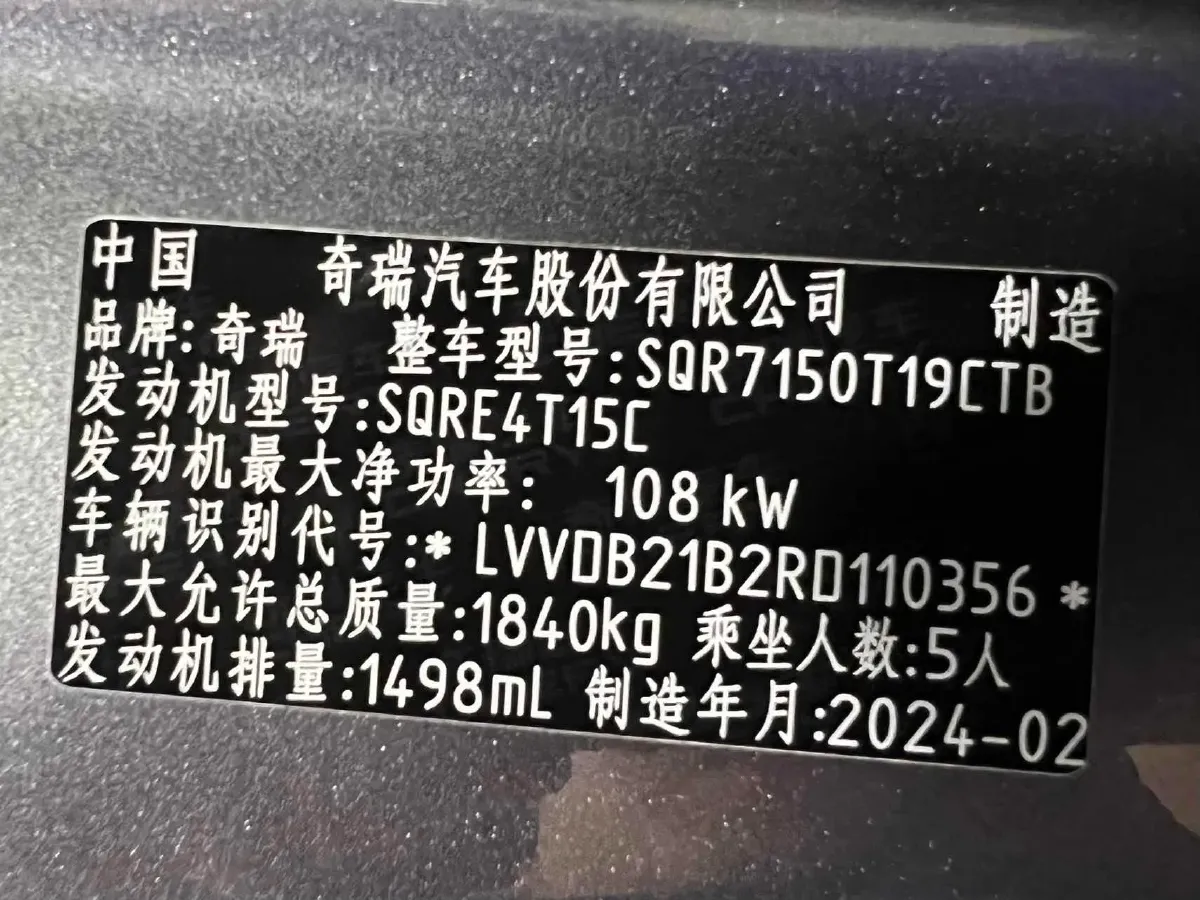 中国 奇瑞汽车股份有限公司 制造
品牌:奇瑞 整车型号:SQR7150T19CTB
发动机型号:SQRE4T15C
发动机最大净功率: 108 kW
车辆识别代号:* LVVDB21B2RD110356 *
最大允许总质量:1840kg 乘坐人数:5人
发动机排量:1498mL 制造年月:2024-02